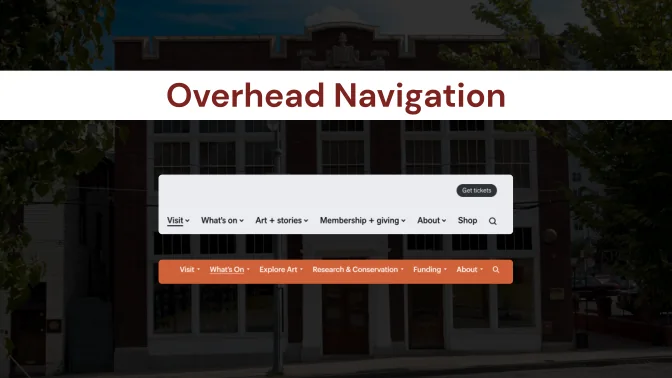 Overhead Navigation
Get tickets
Visit What's on Art + stories Membership + giving About Shop
Visit What's On Explore Art Research & Conservation Funding About